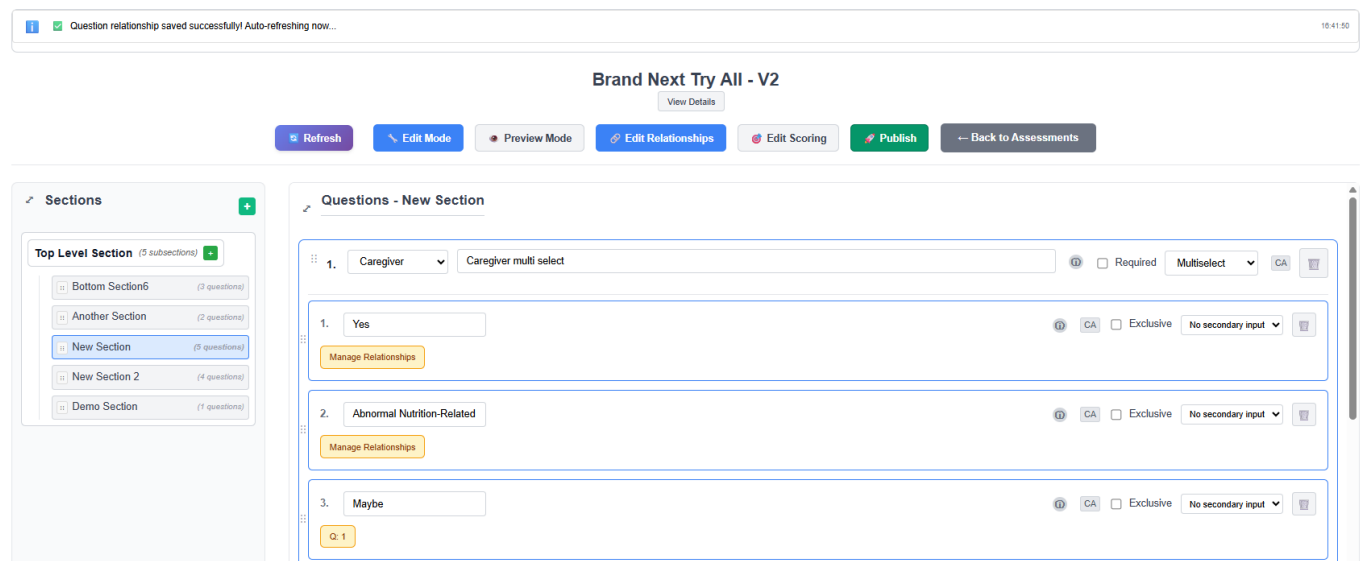 Question relationship saved successfully! Auto-refreshing now...
16:41:50
Brand Next Try All - V2
View Details
Refresh Edit Mode Preview Mode Edit Relationships Edit Scoring Publish ← Back to Assessments
Sections
+
Top Level Section (5 subsections) +
Bottom Section6 (3 questions)
Another Section (2 questions)
New Section (5 questions)
New Section 2 (4 questions)
Demo Section (1 questions)
Questions - New Section
1. Caregiver Caregiver multi select Required Multiselect CA
1. Yes CA Exclusive No secondary input
Manage Relationships
2. Abnormal Nutrition-Related CA Exclusive No secondary input
Manage Relationships
3. Maybe CA Exclusive No secondary input
Q: 1